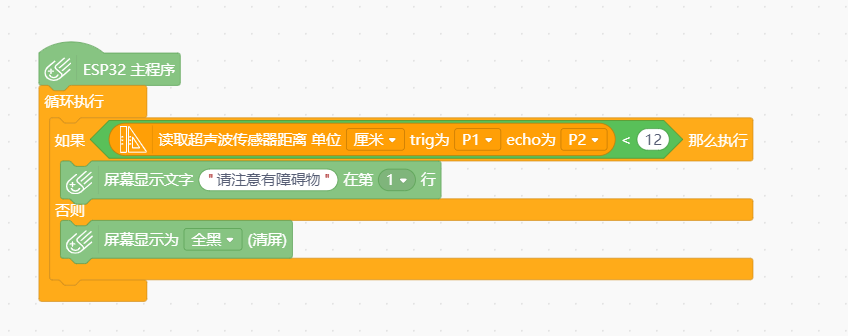 ESP32 主程序
循环执行
如果 读取超声波传感器距离 单位 厘米 trig为 P1 echo为 P2 < 12 那么执行
屏幕显示文字 "请注意有障碍物" 在第 1 行
否则
屏幕显示为 全黑 (清屏)